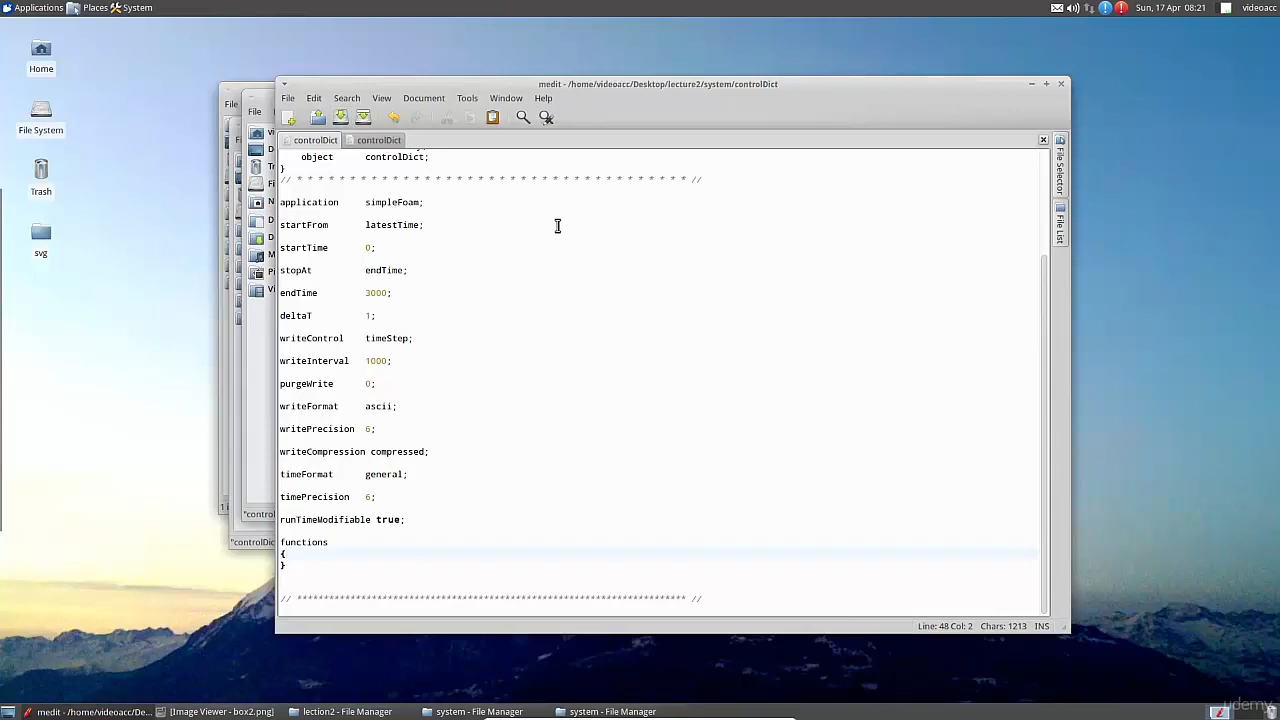 Applications Places System
Sun, 17 Apr 08:21 videoacc
Home
File System
Trash
svg
File
File
medit - /home/videoacc/Desktop/lecture2/system/controlDict
File Edit Search View Document Tools Window Help
controlDict controlDict
File Selector
File List
object controlDict;
}
// * * * * * * * * * * * * * * * * * * * * * * * * * * * * * * * * * * * * * //
application simpleFoam;
startFrom latestTime;
startTime 0;
stopAt endTime;
endTime 3000;
deltaT 1;
writeControl timeStep;
writeInterval 1000;
purgeWrite 0;
writeFormat ascii;
writePrecision 6;
writeCompression compressed;
timeFormat general;
timePrecision 6;
runTimeModifiable true;
functions
{
}
// ************************************************************************* //
"control
"controlDic
Line: 48 Col: 2 Chars: 1213 INS
medit - /home/videoacc/De... [Image Viewer - box2.png] lection2 - File Manager system - File Manager system - File Manager
udemy